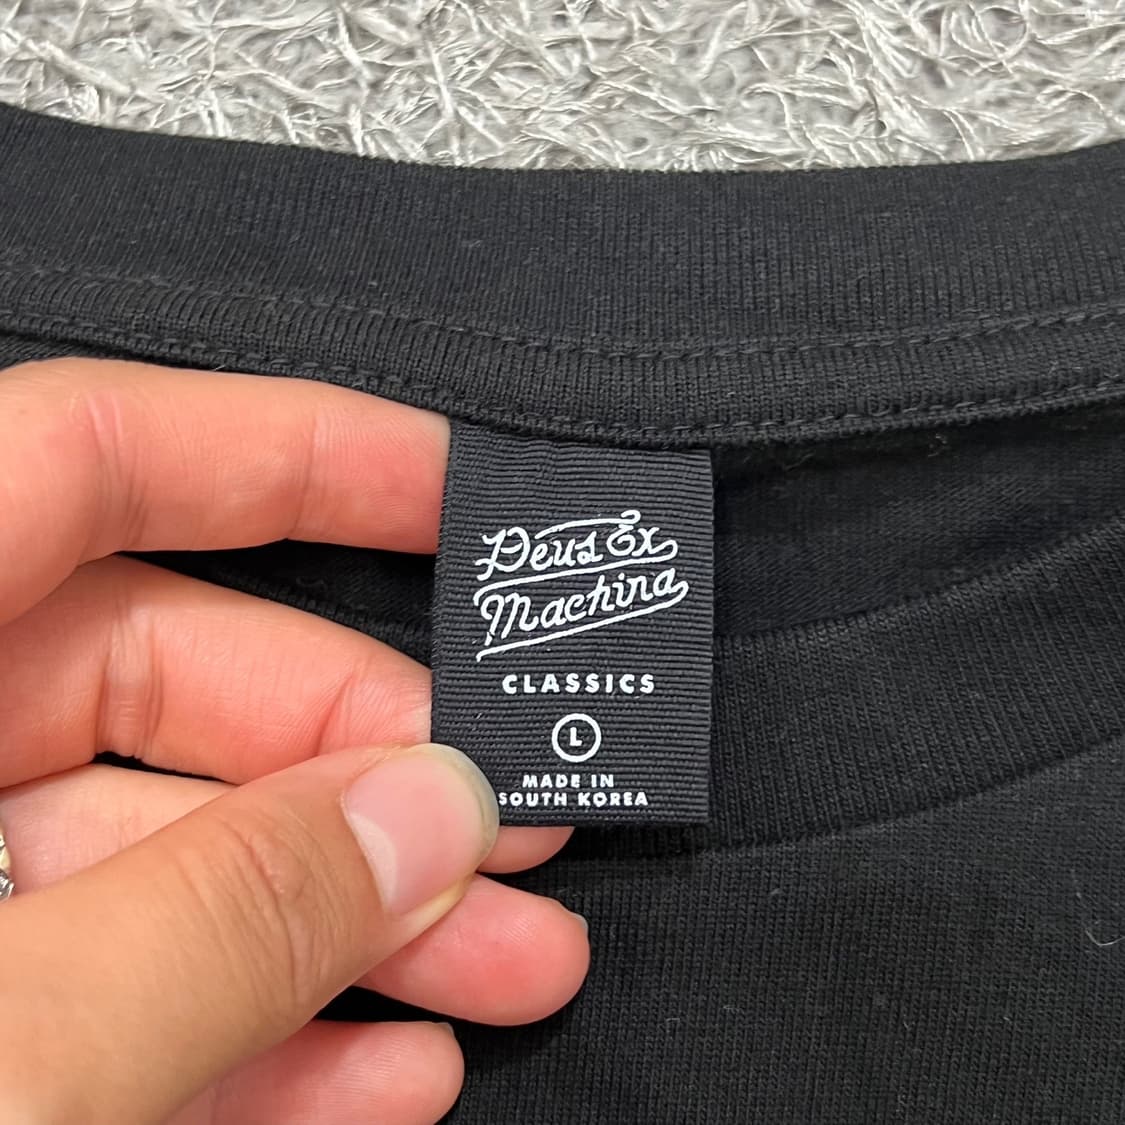 Deus Ex
Machina
CLASSICS
L
MADE IN
SOUTH KOREA